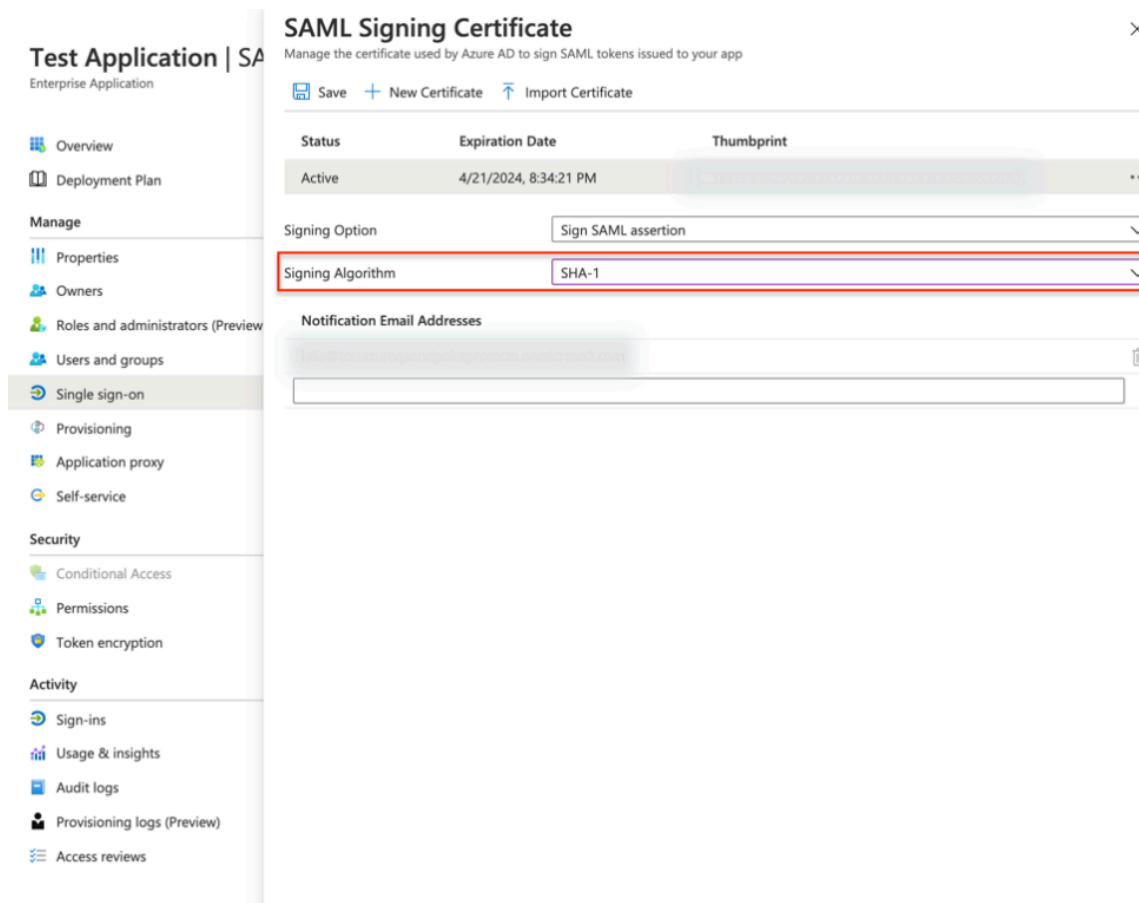 Test Application | SA
Enterprise Application
Overview
Deployment Plan
Manage
Properties
Owners
Roles and administrators (Preview
Users and groups
Single sign-on
Provisioning
Application proxy
Self-service
Security
Conditional Access
Permissions
Token encryption
Activity
Sign-ins
Usage & insights
Audit logs
Provisioning logs (Preview)
Access reviews
SAML Signing Certificate
Manage the certificate used by Azure AD to sign SAML tokens issued to your app
Save New Certificate Import Certificate
Status Expiration Date Thumbprint
Active 4/21/2024, 8:34:21 PM
Signing Option Sign SAML assertion
Signing Algorithm SHA-1
Notification Email Addresses